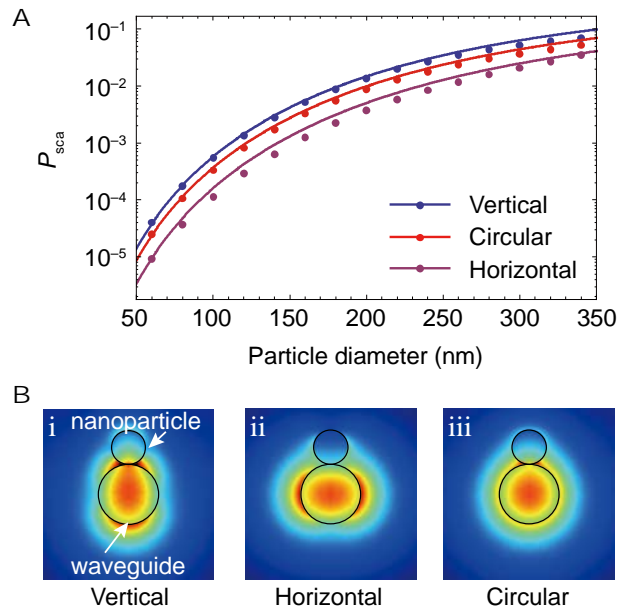 A
10⁻¹
10⁻²
10⁻³
10⁻⁴
10⁻⁵
P_sca
Vertical
Circular
Horizontal
50 100 150 200 250 300 350
Particle diameter (nm)
B
i ii iii
nanoparticle
waveguide
Vertical Horizontal Circular